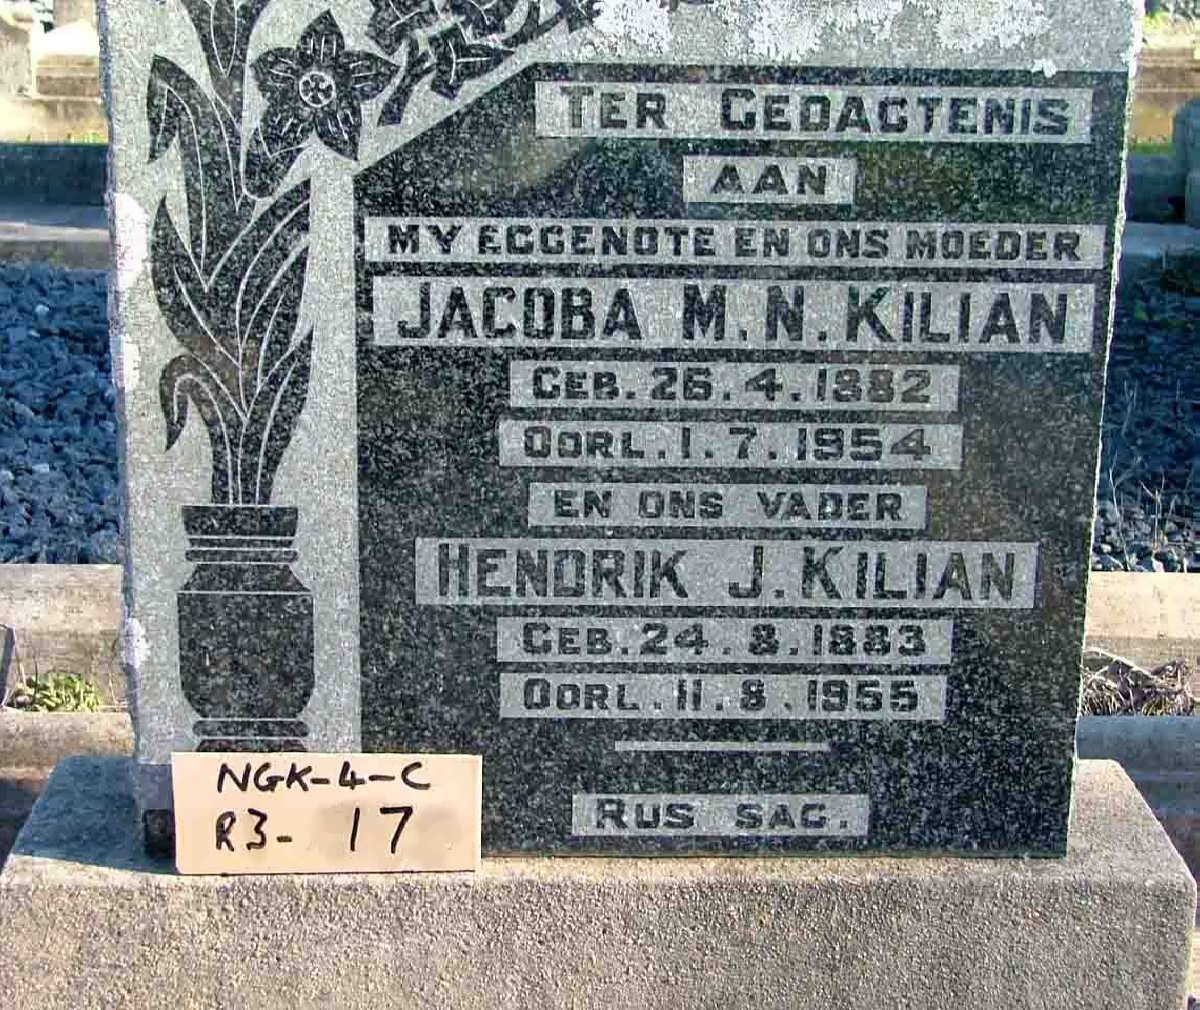 TER GEDAGTENIS
AAN
MY EGGENOTE EN ONS MOEDER
JACOBA M. N. KILIAN
GEB. 26. 4. 1882
OORL. 1. 7. 1954
EN ONS VADER
HENDRIK J. KILIAN
GEB. 24. 8. 1883
OORL. 11. 8. 1955
RUS SAG.
NGK-4-C
R3- 17